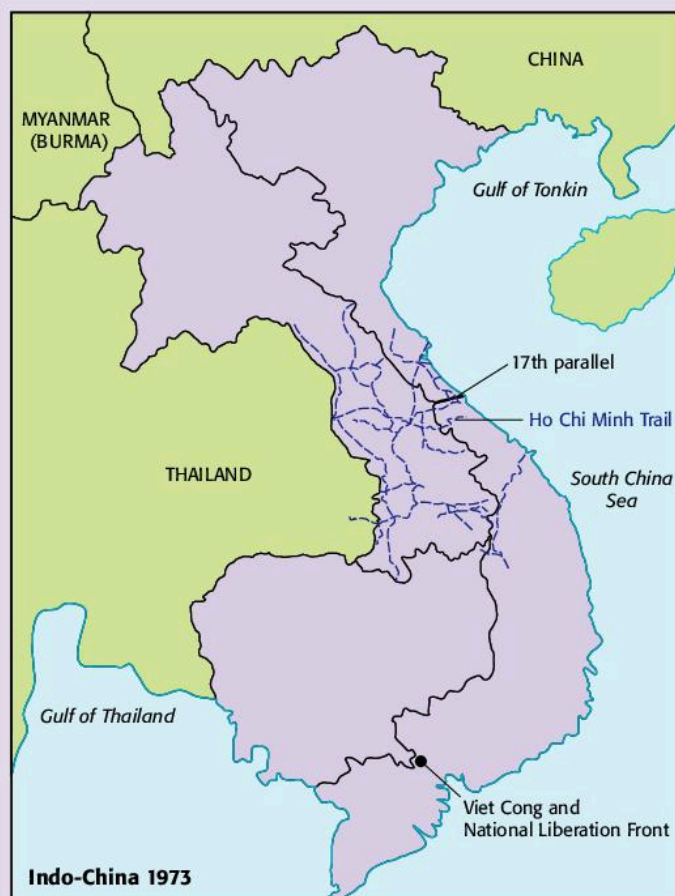 CHINA
MYANMAR
(BURMA)
Gulf of Tonkin
17th parallel
Ho Chi Minh Trail
THAILAND
South China
Sea
Gulf of Thailand
Viet Cong and
National Liberation Front
Indo-China 1973